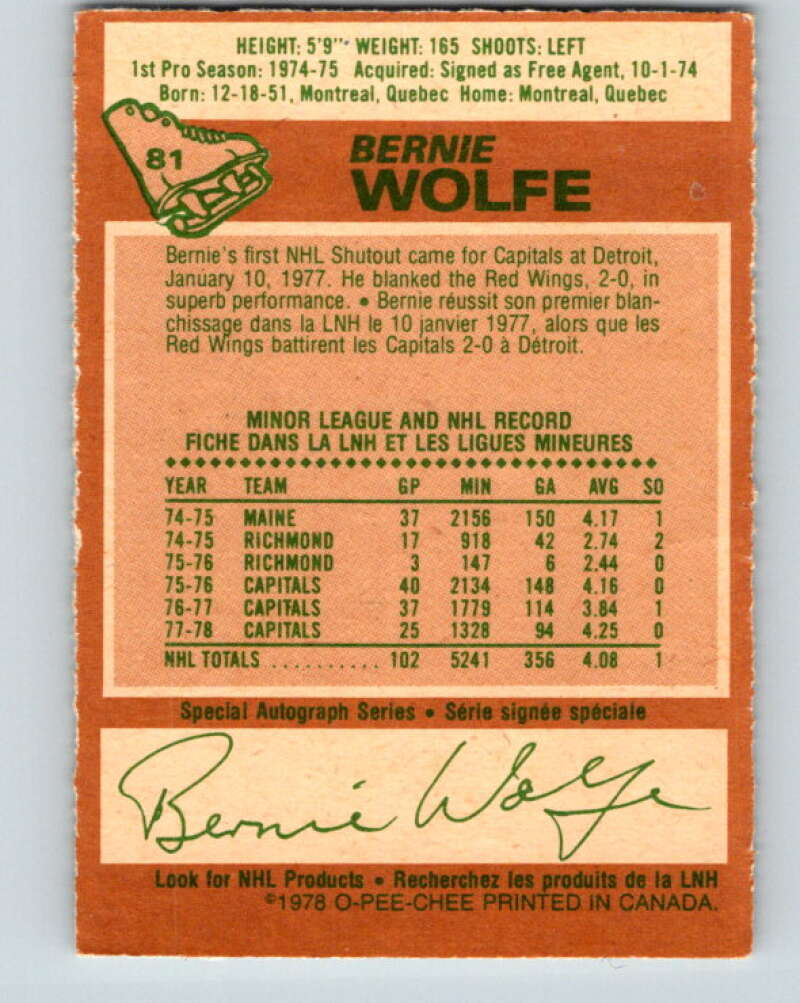 HEIGHT: 5'9" WEIGHT: 165 SHOOTS: LEFT
1st Pro Season: 1974-75 Acquired: Signed as Free Agent, 10-1-74
Born: 12-18-51, Montreal, Quebec Home: Montreal, Quebec
81
BERNIE
WOLFE
Bernie's first NHL Shutout came for Capitals at Detroit,
January 10, 1977. He blanked the Red Wings, 2-0, in
superb performance. • Bernie réussit son premier blan-
chissage dans la LNH le 10 janvier 1977, alors que les
Red Wings battirent les Capitals 2-0 à Détroit.
MINOR LEAGUE AND NHL RECORD
FICHE DANS LA LNH ET LES LIGUES MINEURES
YEAR TEAM GP MIN GA AVG SO
74-75 MAINE 37 2156 150 4.17 1
74-75 RICHMOND 17 918 42 2.74 2
75-76 RICHMOND 3 147 6 2.44 0
75-76 CAPITALS 40 2134 148 4.16 0
76-77 CAPITALS 37 1779 114 3.84 1
77-78 CAPITALS 25 1328 94 4.25 0
NHL TOTALS .......... 102 5241 356 4.08 1
Special Autograph Series • Série signée spéciale
Bernie Wolfe
Look for NHL Products • Recherchez les produits de la LNH
©1978 O-PEE-CHEE PRINTED IN CANADA.